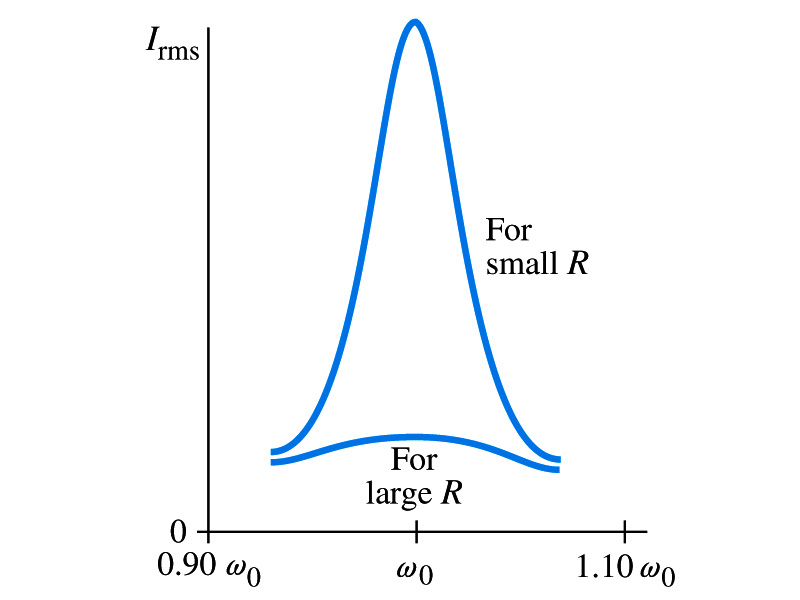 Irms
For
small R
For
large R
0
0.90 ω0
ω0
1.10 ω0